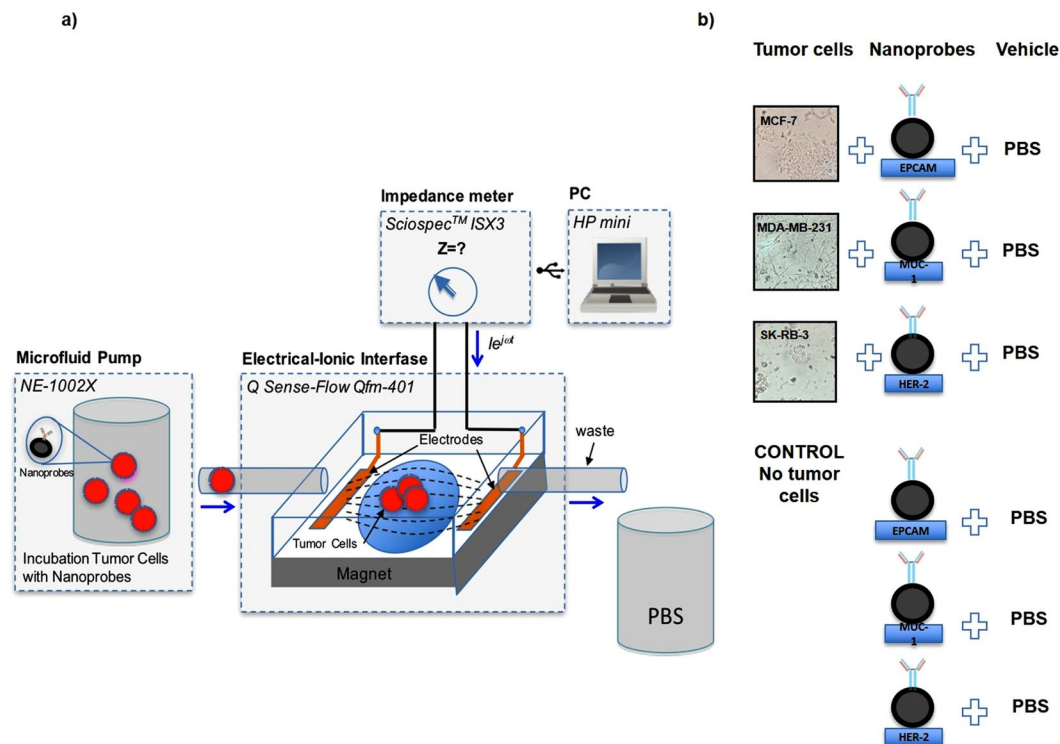 a)
Impedance meter
Sciospec™ ISX3
Z=?
PC
HP mini
Ie^jωt
Microfluid Pump
NE-1002X
Nanoprobes
Incubation Tumor Cells
with Nanoprobes
Electrical-Ionic Interfase
Q Sense-Flow Qfm-401
Electrodes
Tumor Cells
Magnet
waste
PBS
b)
Tumor cells Nanoprobes Vehicle
MCF-7
EPCAM
PBS
MDA-MB-231
MUC-
1
PBS
SK-RB-3
HER-2
PBS
CONTROL
No tumor
cells
EPCAM
PBS
MUC-
1
PBS
HER-2
PBS